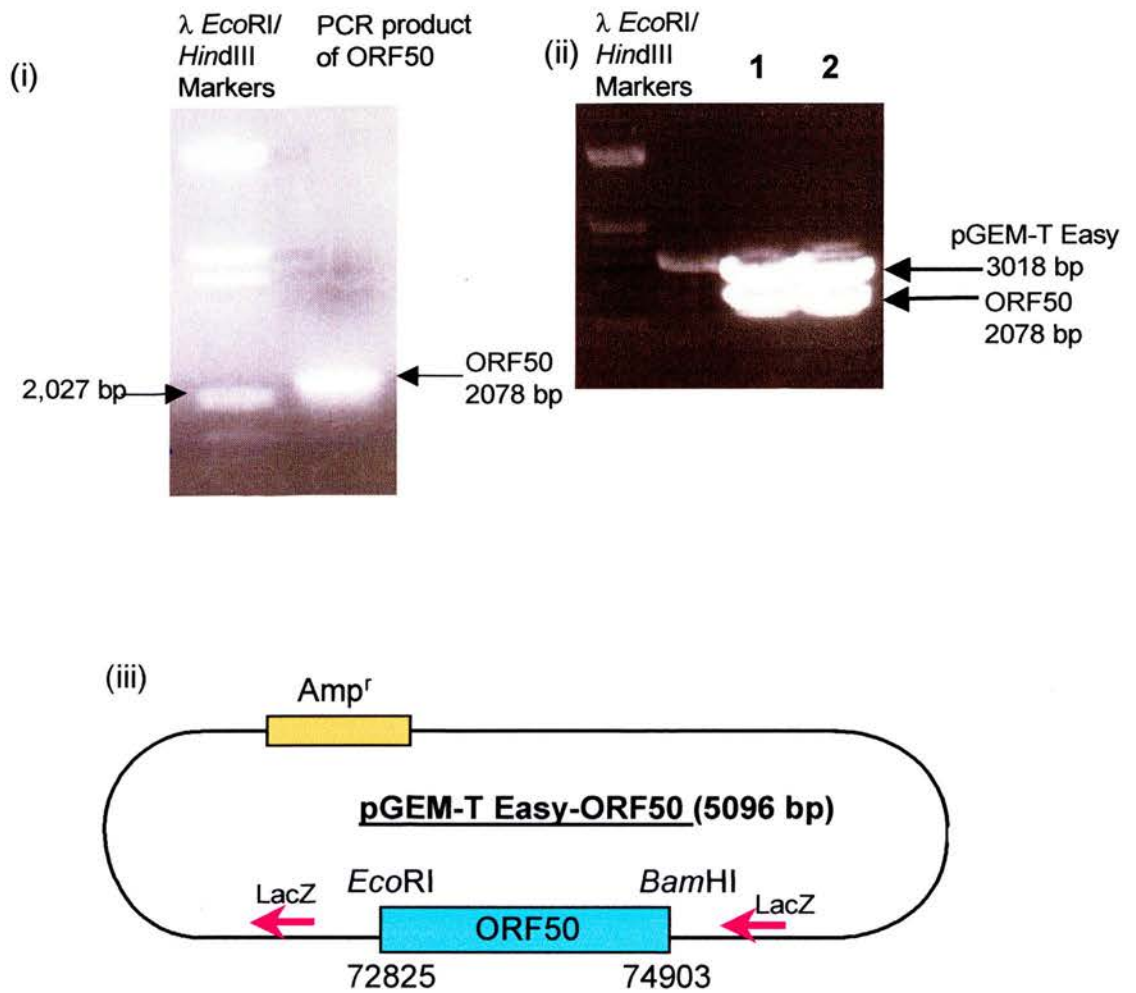 (i)
λ EcoRI/
HindIII
Markers
PCR product
of ORF50
2,027 bp
ORF50
2078 bp
(ii)
λ EcoRI/
HindIII
Markers
1
2
pGEM-T Easy
3018 bp
ORF50
2078 bp
(iii)
Ampʳ
pGEM-T Easy-ORF50 (5096 bp)
LacZ
EcoRI
BamHI
LacZ
ORF50
72825
74903